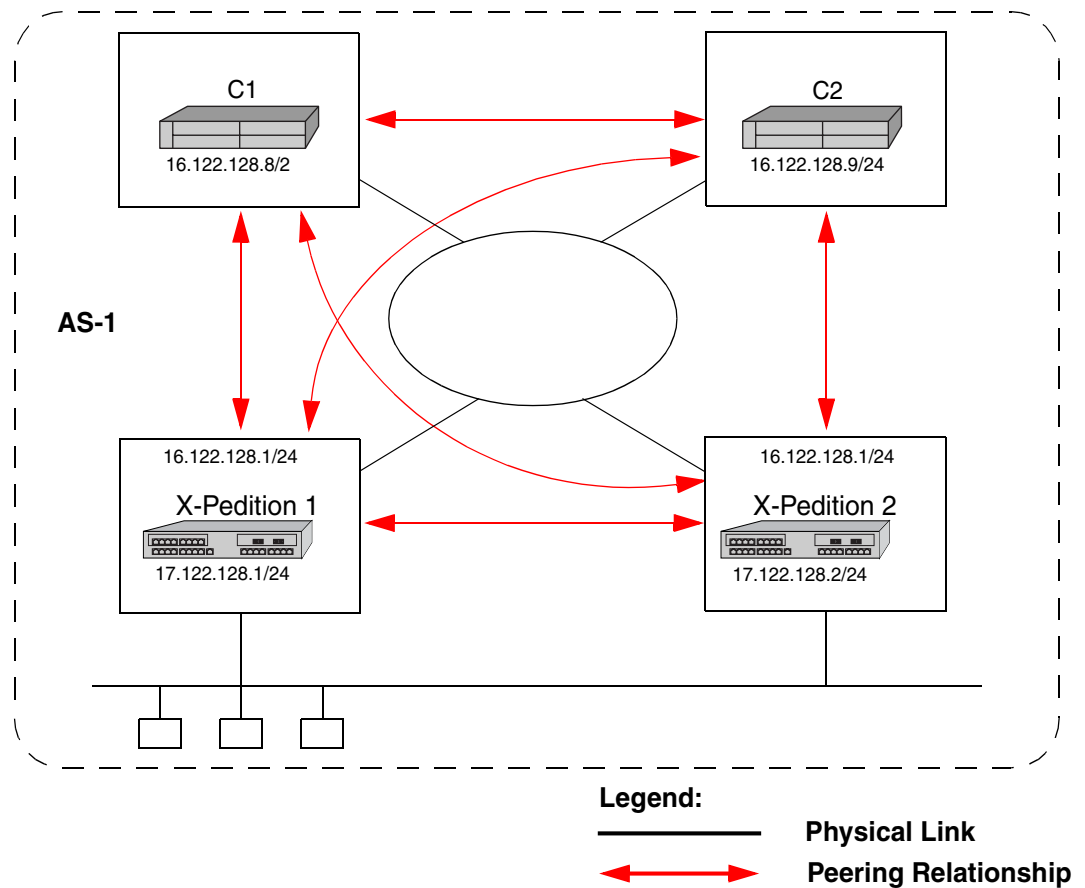 C1
16.122.128.8/2
C2
16.122.128.9/24
AS-1
16.122.128.1/24
X-Pedition 1
17.122.128.1/24
16.122.128.1/24
X-Pedition 2
17.122.128.2/24
Legend:
Physical Link
Peering Relationship